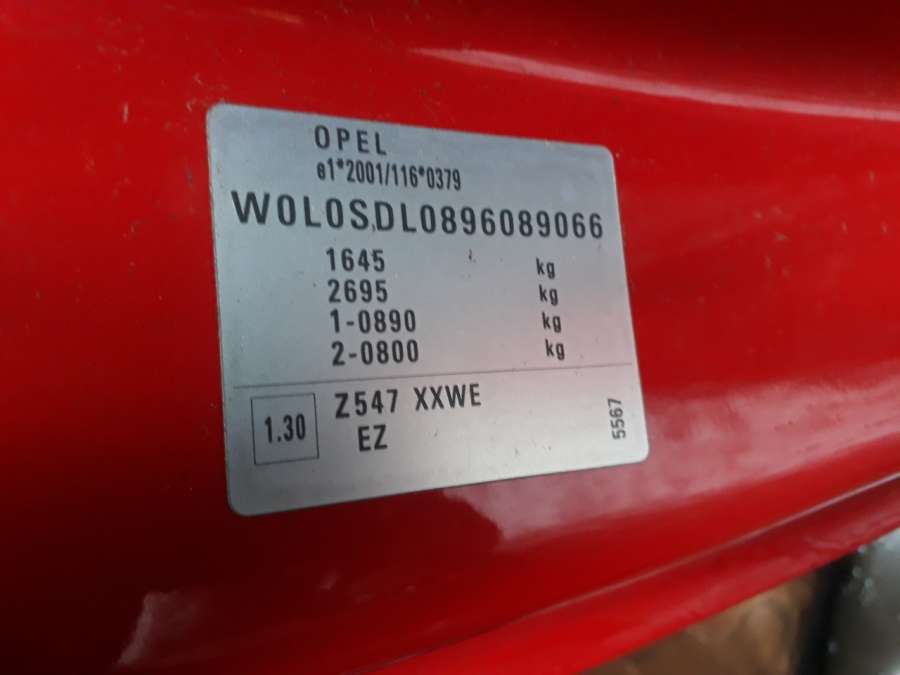 OPEL
e1*2001/116*0379
W0L0SDL0896089066
1645 kg
2695 kg
1-0890 kg
2-0800 kg
1.30 Z547 XXWE
EZ
5567